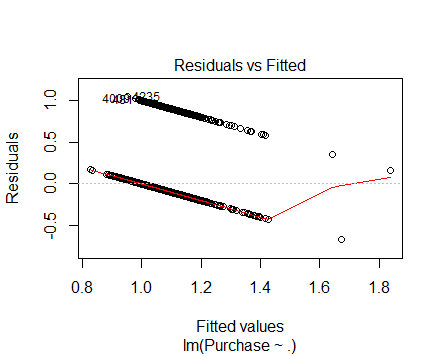 Residuals vs Fitted
4235
Residuals
1.0
0.5
0.0
-0.5
0.8
1.0
1.2
1.4
1.6
1.8
Fitted values
lm(Purchase ~ .)